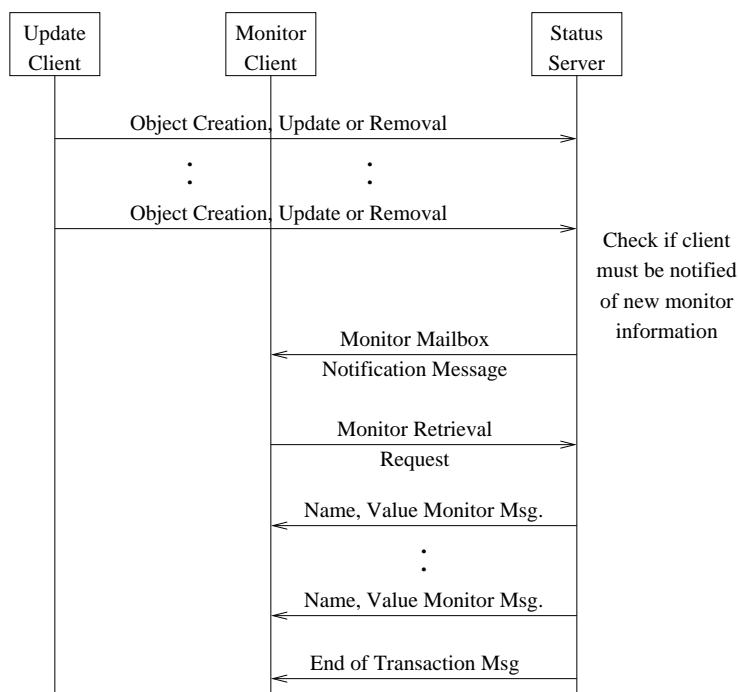 Update
Client
Monitor
Client
Status
Server
Object Creation, Update or Removal
Object Creation, Update or Removal
Check if client
must be notified
of new monitor
information
Monitor Mailbox
Notification Message
Monitor Retrieval
Request
Name, Value Monitor Msg.
Name, Value Monitor Msg.
End of Transaction Msg